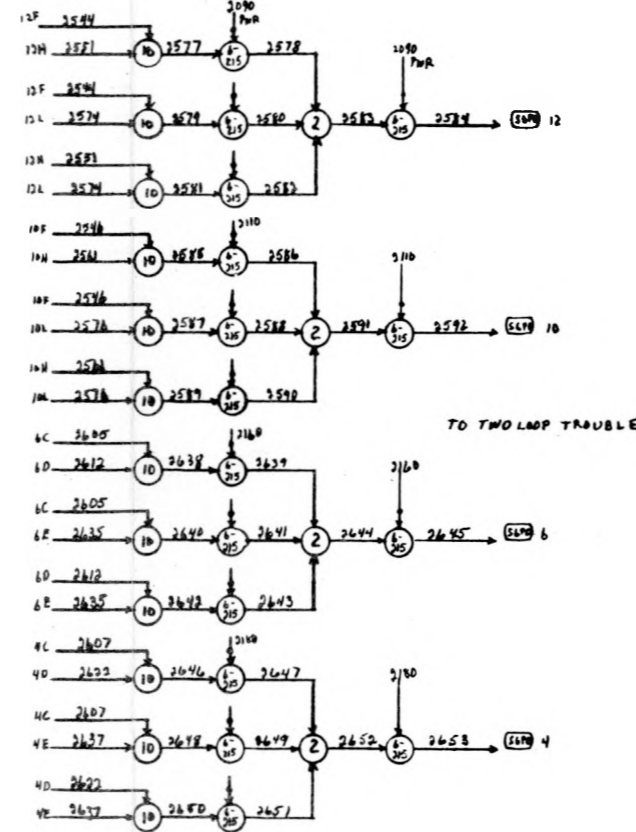 12F 2544 2090 PWR
12H 2551 10 2577 6-215 2578 2090 PWR
12F 2544
12L 2574 10 2579 6-215 2580 2 2583 6-215 2584 12
12H 2551
12L 2574 10 2581 6-215 2582
10F 2546 2110
10H 2561 10 2585 6-215 2586 2110
10F 2546
10L 2576 10 2587 6-215 2588 2 2591 6-215 2592 10
10H 2561
10L 2576 10 2589 6-215 2590
TO TWO LOOP TROUBLE
6C 2605 2160
6D 2612 10 2638 6-215 2639 2160
6C 2605
6E 2635 10 2640 6-215 2641 2 2644 6-215 2645 6
6D 2612
6E 2635 10 2642 6-215 2643
4C 2607 2180
4D 2622 10 2646 6-215 2647 2180
4C 2607
4E 2637 10 2648 6-215 2649 2 2652 6-215 2653 4
4D 2622
4E 2637 10 2650 6-215 2651